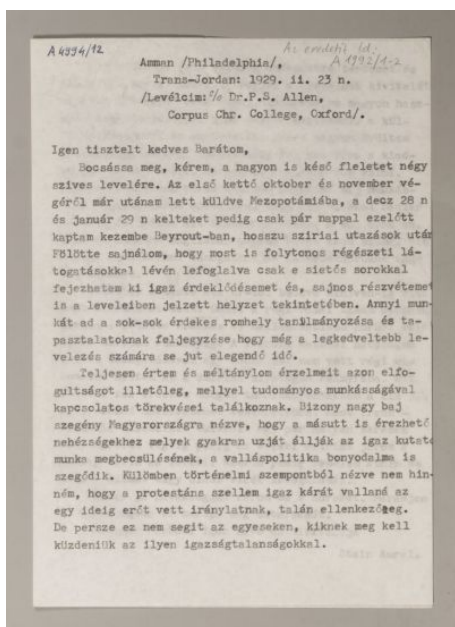 A 4994/12
Az eredeti ld:
A 1992/1-2
Amman /Philadelphia/,
Trans-Jordan: 1929. ii. 23 n.
/Levélcim: c/o Dr.P.S. Allen,
Corpus Chr. College, Oxford/.
Igen tisztelt kedves Barátom,
Bocsássa meg, kérem, a nagyon is késő feleletet négy
szives levelére. Az első kettő oktober és november vé-
géről már utánam lett küldve Mezopotámiába, a decz 28 n
és január 29 n kelteket pedig csak pár nappal ezelőtt
kaptam kezembe Beyrout-ban, hosszu sziriai utazások után
Fölötte sajnálom, hogy most is folytonos régészeti lá-
togatásokkal lévén lefoglalva csak e sietős sorokkal
fejezhetem ki igaz érdeklődésemet és, sajnos részvétemet
is a leveleiben jelzett helyzet tekintetében. Annyi mun-
kát ad a sok-sok érdekes romhely tanilmányozása és ta-
pasztalatoknak feljegyzése hogy még a legkedveltebb le-
velezés számára se jut elegendő idő.
Teljesen értem és méltánylom érzelmeit azon elfo-
gultságot illetőleg, mellyel tudományos munkásságával
kapcsolatos törekvései találkoznak. Bizony nagy baj
szegény Magyarországra nézve, hogy a másutt is érezhető
nehézségekhez melyek gyakran uzját állják az igaz kutató
munka megbecsülésének, a valláspolitika bonyodalma is
szegődik. Külömben történelmi szempontból nézve nem hin-
ném, hogy a protestáns szellem igaz kárát vallaná az
egy ideig erőt vett iránylatnak, talán ellenkezőleg.
De persze ez nem segit az egyeseken, kiknek meg kell
küzdeniük az ilyen igazságtalanságokkal.